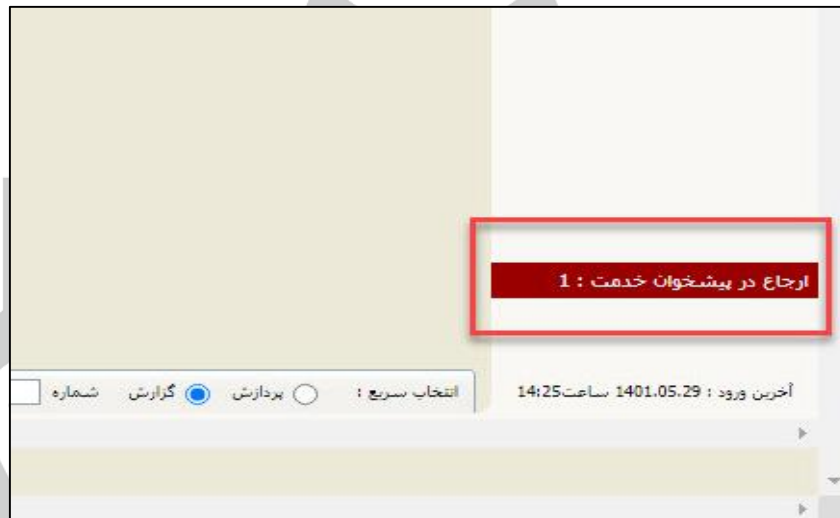 ارجاع در پیشخوان خدمت : 1
آخرین ورود : 1401.05.29 ساعت14:25
انتخاب سریع : پردازش گزارش شماره